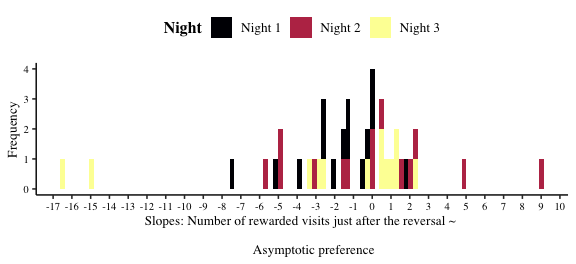 Night Night 1 Night 2 Night 3
4
3
2
1
0
Frequency
-17 -16 -15 -14 -13 -12 -11 -10 -9 -8 -7 -6 -5 -4 -3 -2 -1 0 1 2 3 4 5 6 7 8 9 10
Slopes: Number of rewarded visits just after the reversal ~
Asymptotic preference